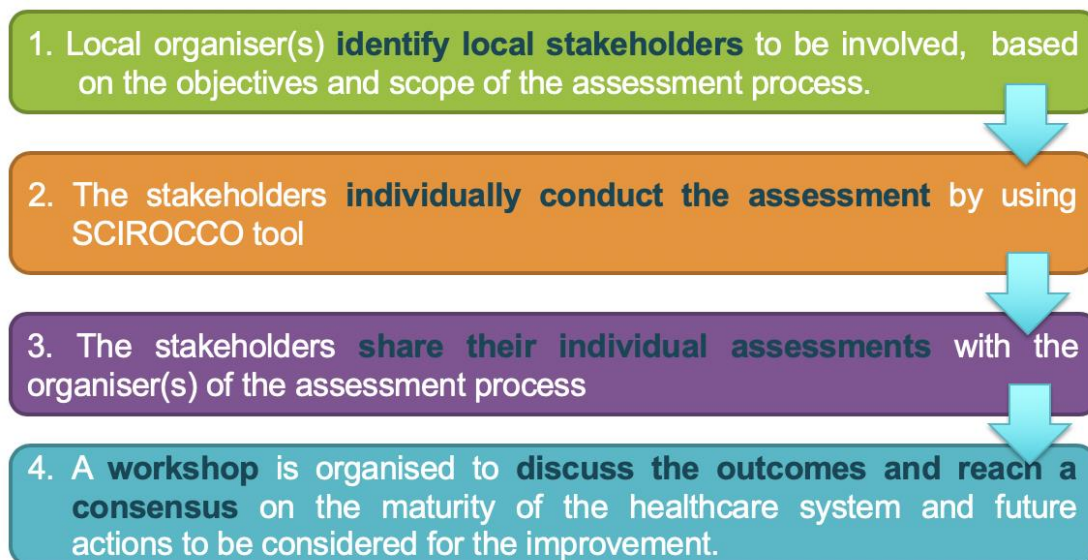 1. Local organiser(s) identify local stakeholders to be involved, based
on the objectives and scope of the assessment process.
2. The stakeholders individually conduct the assessment by using
SCIROCCO tool
3. The stakeholders share their individual assessments with the
organiser(s) of the assessment process
4. A workshop is organised to discuss the outcomes and reach a
consensus on the maturity of the healthcare system and future
actions to be considered for the improvement.